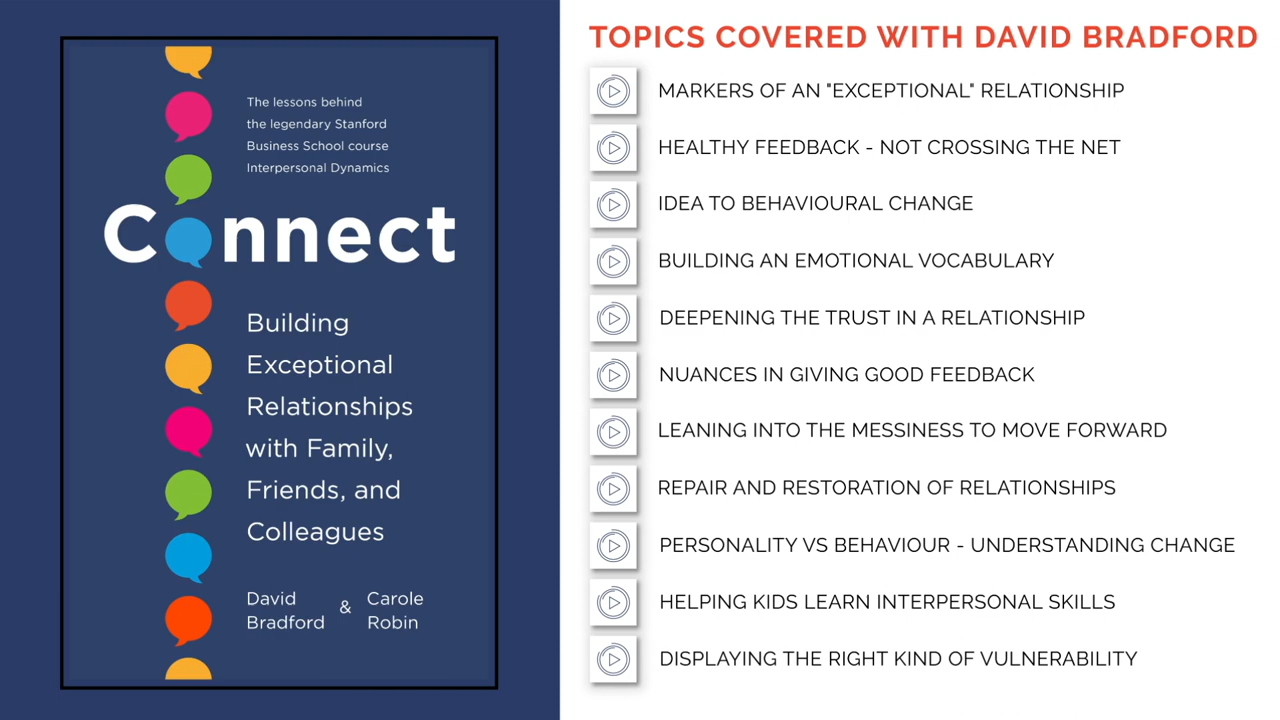 The lessons behind
the legendary Stanford
Business School course
Interpersonal Dynamics
Connect
Building
Exceptional
Relationships
with Family,
Friends, and
Colleagues
David Bradford & Carole Robin
TOPICS COVERED WITH DAVID BRADFORD
MARKERS OF AN "EXCEPTIONAL" RELATIONSHIP
HEALTHY FEEDBACK - NOT CROSSING THE NET
IDEA TO BEHAVIOURAL CHANGE
BUILDING AN EMOTIONAL VOCABULARY
DEEPENING THE TRUST IN A RELATIONSHIP
NUANCES IN GIVING GOOD FEEDBACK
LEANING INTO THE MESSINESS TO MOVE FORWARD
REPAIR AND RESTORATION OF RELATIONSHIPS
PERSONALITY VS BEHAVIOUR - UNDERSTANDING CHANGE
HELPING KIDS LEARN INTERPERSONAL SKILLS
DISPLAYING THE RIGHT KIND OF VULNERABILITY